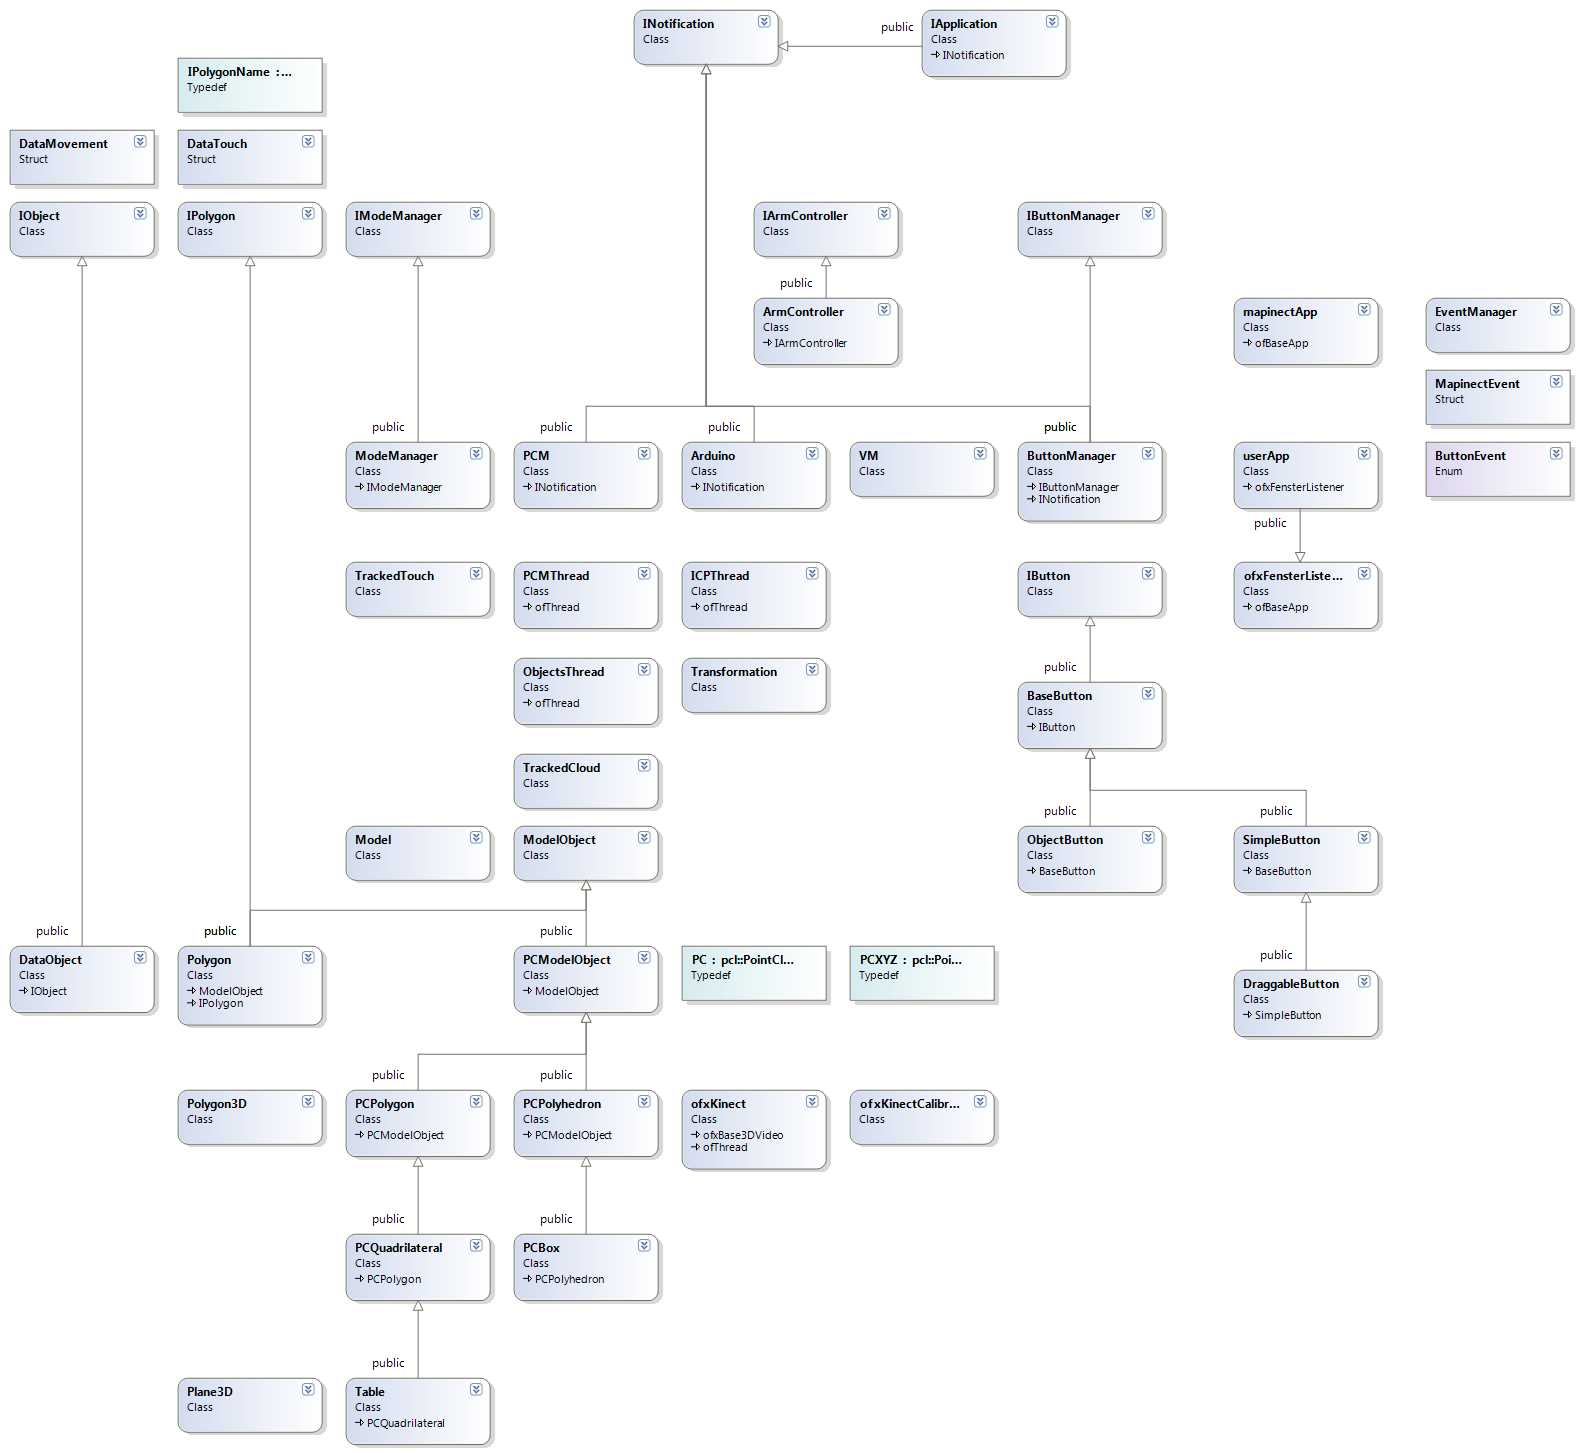 INotification
Class
public
IApplication
Class
INotification
IPolygonName : ...
Typedef
DataMovement
Struct
DataTouch
Struct
IObject
Class
IPolygon
Class
IModeManager
Class
IArmController
Class
IButtonManager
Class
public
ArmController
Class
IArmController
mapinectApp
Class
ofBaseApp
EventManager
Class
MapinectEvent
Struct
public
ModeManager
Class
IModeManager
public
PCM
Class
INotification
public
Arduino
Class
INotification
VM
Class
public
ButtonManager
Class
IButtonManager
INotification
userApp
Class
ofxFensterListener
public
ButtonEvent
Enum
TrackedTouch
Class
PCMThread
Class
ofThread
ICPThread
Class
ofThread
IButton
Class
ofxFensterListe...
Class
ofBaseApp
ObjectsThread
Class
ofThread
Transformation
Class
public
BaseButton
Class
IButton
TrackedCloud
Class
Model
Class
ModelObject
Class
public
ObjectButton
Class
BaseButton
public
SimpleButton
Class
BaseButton
public
DataObject
Class
IObject
public
Polygon
Class
ModelObject
IPolygon
public
PCModelObject
Class
ModelObject
PC : pcl::PointCl...
Typedef
PCXYZ : pcl::Poi...
Typedef
public
DraggableButton
Class
SimpleButton
Polygon3D
Class
public
PCPolygon
Class
PCModelObject
public
PCPolyhedron
Class
PCModelObject
ofxKinect
Class
ofxBase3DVideo
ofThread
ofxKinectCalibr...
Class
public
PCQuadrilateral
Class
PCPolygon
public
PCBox
Class
PCPolyhedron
Plane3D
Class
public
Table
Class
PCQuadrilateral